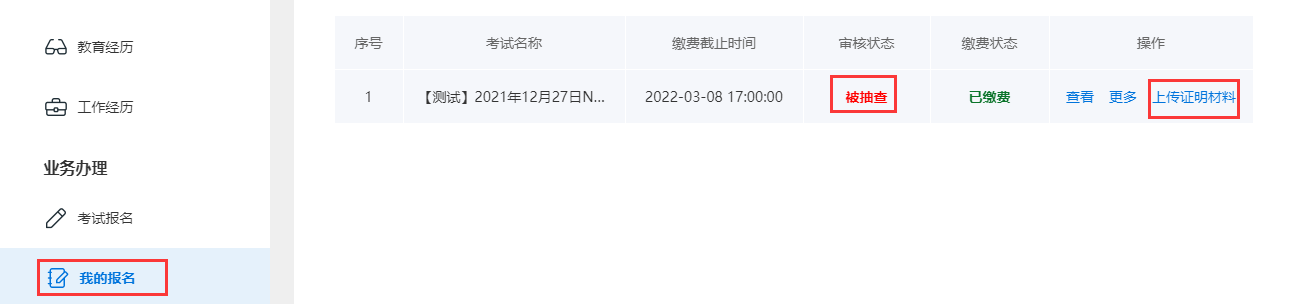 教育经历
工作经历
业务办理
考试报名
我的报名
序号 考试名称 缴费截止时间 审核状态 缴费状态 操作
1 【测试】2021年12月27日N... 2022-03-08 17:00:00 被抽查 已缴费 查看 更多 上传证明材料